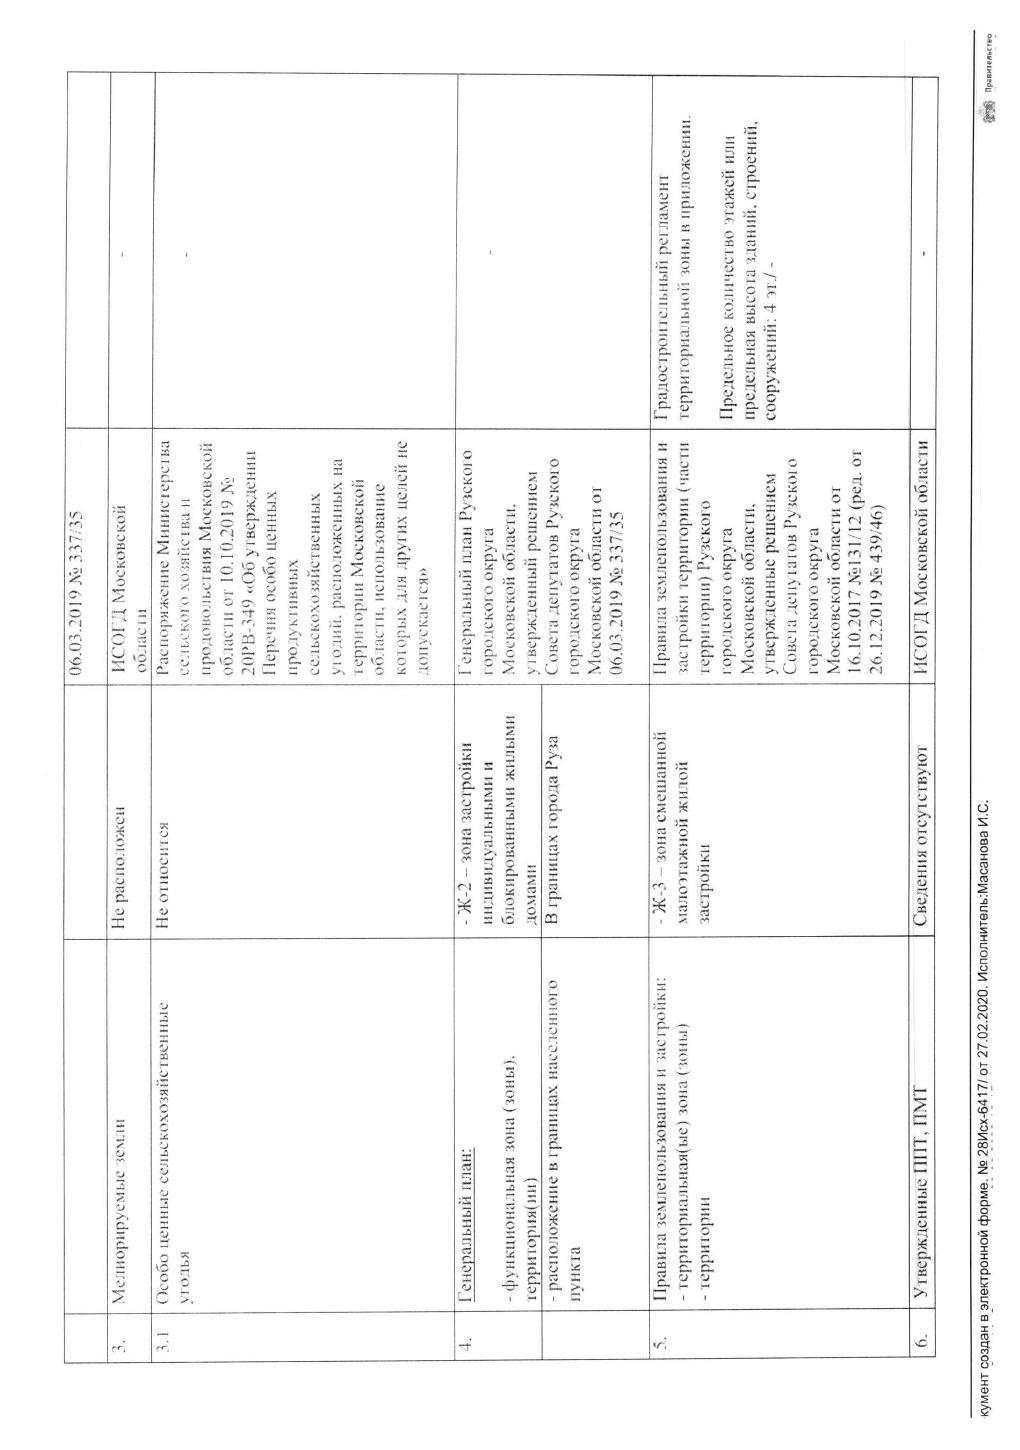 06.03.2019 № 337/35
3.
Мелиорируемые земли
Не расположен
ИСОГД Московской
области
-
3.1
Особо ценные сельскохозяйственные
угодья
Не относится
Распоряжение Министерства
сельского хозяйства и
продовольствия Московской
области от 10.10.2019 №
20РВ-349 «Об утверждении
Перечня особо ценных
продуктивных
сельскохозяйственных
угодий, расположенных на
территории Московской
области, использование
которых для других целей не
допускается»
-
4.
Генеральный план:
- функциональная зона (зоны),
территория(ии)
- Ж-2 – зона застройки
индивидуальными и
блокированными жилыми
домами
- расположение в границах населенного
пункта
В границах города Руза
Генеральный план Рузского
городского округа
Московской области,
утвержденный решением
Совета депутатов Рузского
городского округа
Московской области от
06.03.2019 № 337/35
-
5.
Правила землепользования и застройки:
- территориальная(ые) зона (зоны)
- территории
- Ж-3 – зона смешанной
малоэтажной жилой
застройки
Правила землепользования и
застройки территории (части
территории) Рузского
городского округа
Московской области,
утвержденные решением
Совета депутатов Рузского
городского округа
Московской области от
16.10.2017 №131/12 (ред. от
26.12.2019 № 439/46)
Градостроительный регламент
территориальной зоны в приложении.
Предельное количество этажей или
предельная высота зданий, строений,
сооружений: 4 эт./ -
6.
Утвержденные ППТ, ПМТ
Сведения отсутствуют
ИСОГД Московской области
-
кумент создан в электронной форме. № 28Исх-6417/ от 27.02.2020. Исполнитель:Масанова И.С.
Правительство